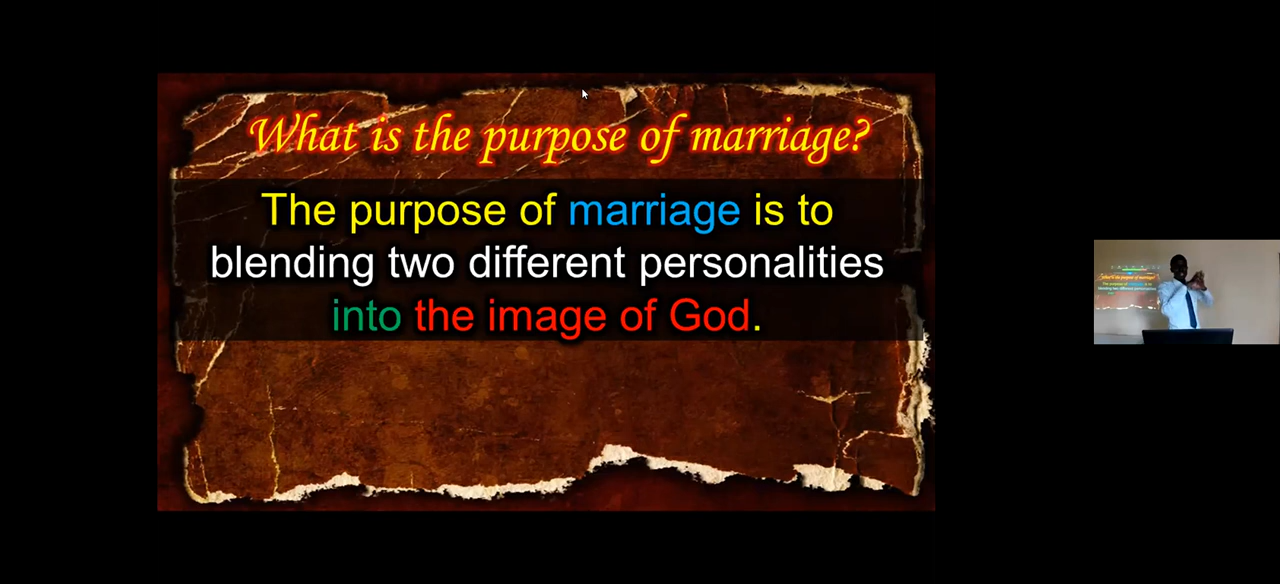 What is the purpose of marriage?
The purpose of marriage is to
blending two different personalities
into the image of God.